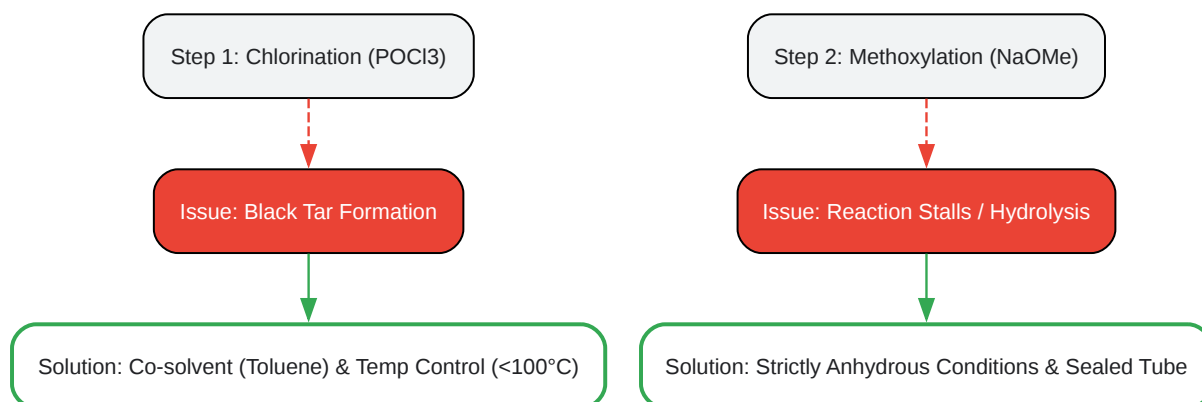 Step 1: Chlorination (POCl3)
Step 2: Methoxylation (NaOMe)
Issue: Black Tar Formation
Issue: Reaction Stalls / Hydrolysis
Solution: Co-solvent (Toluene) & Temp Control (<100°C)
Solution: Strictly Anhydrous Conditions & Sealed Tube